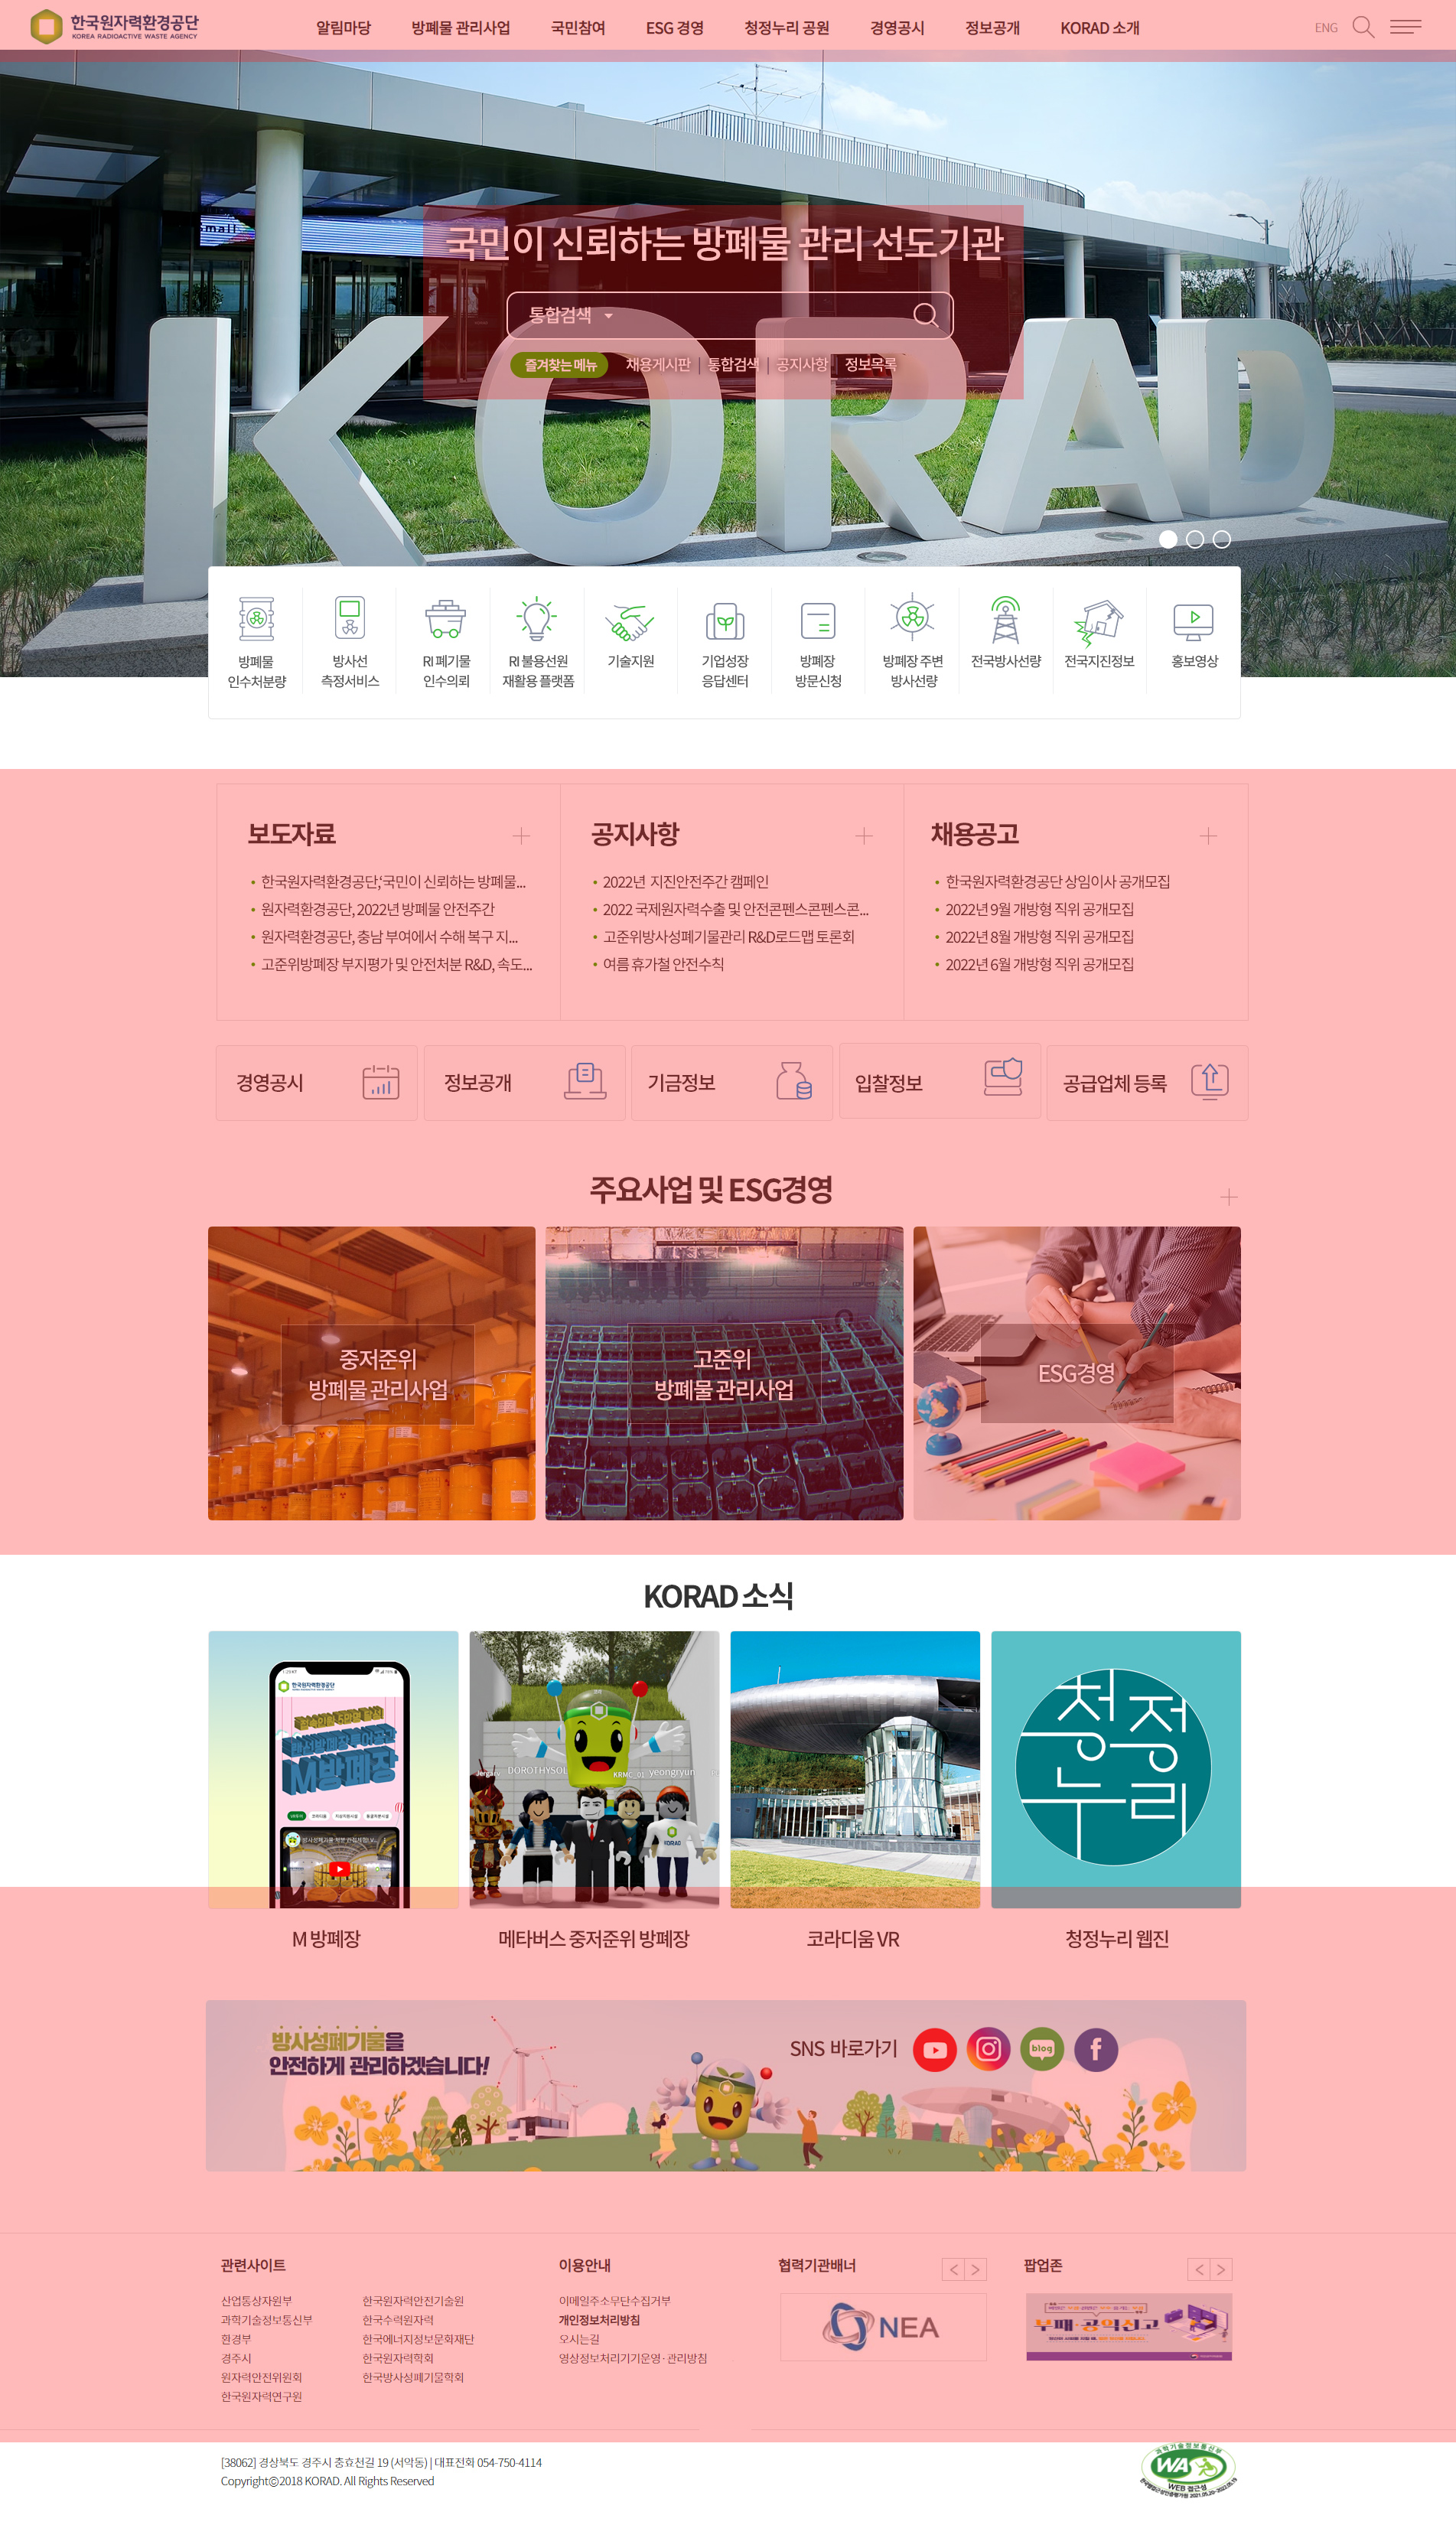 한국원자력환경공단
KOREA RADIOACTIVE WASTE AGENCY
알림마당 방폐물 관리사업 국민참여 ESG 경영 청정누리 공원 경영공시 정보공개 KORAD 소개
ENG
국민이 신뢰하는 방폐물 관리 선도기관
통합검색
즐겨찾는 메뉴 채용게시판 | 통합검색 | 공지사항 | 정보목록
KORAD
방폐물
인수처분량
방사선
측정서비스
RI 폐기물
인수의뢰
RI 불용선원
재활용 플랫폼
기술지원
기업성장
응답센터
방폐장
방문신청
방폐장 주변
방사선량
전국방사선량
전국지진정보
홍보영상
보도자료
• 한국원자력환경공단,‘국민이 신뢰하는 방폐물...
• 원자력환경공단, 2022년 방폐물 안전주간
• 원자력환경공단, 충남 부여에서 수해 복구 지...
• 고준위방폐장 부지평가 및 안전처분 R&D, 속도...
공지사항
• 2022년 지진안전주간 캠페인
• 2022 국제원자력수출 및 안전콘펜스콘펜스콘...
• 고준위방사성폐기물관리 R&D로드맵 토론회
• 여름 휴가철 안전수칙
채용공고
• 한국원자력환경공단 상임이사 공개모집
• 2022년 9월 개방형 직위 공개모집
• 2022년 8월 개방형 직위 공개모집
• 2022년 6월 개방형 직위 공개모집
경영공시
정보공개
기금정보
입찰정보
공급업체 등록
주요사업 및 ESG경영
중저준위
방폐물 관리사업
고준위
방폐물 관리사업
ESG경영
KORAD 소식
한국원자력환경공단
M방폐장
DOROTHYSOL
KRMC_01 yeongryun
KORAD
청정
누리
M 방폐장
메타버스 중저준위 방폐장
코라디움 VR
청정누리 웹진
방사성폐기물을
안전하게 관리하겠습니다!
SNS 바로가기
blog
관련사이트
산업통상자원부
과학기술정보통신부
환경부
경주시
원자력안전위원회
한국원자력연구원
한국원자력안전기술원
한국수력원자력
한국에너지정보문화재단
한국원자력학회
한국방사성폐기물학회
이용안내
이메일주소무단수집거부
개인정보처리방침
오시는길
영상정보처리기기운영·관리방침
협력기관배너
NEA
팝업존
부패·공익신고
[38062] 경상북도 경주시 충효천길 19 (서악동) | 대표전화 054-750-4114
Copyright©2018 KORAD. All Rights Reserved
과학기술정보통신부
WA
WEB 접근성